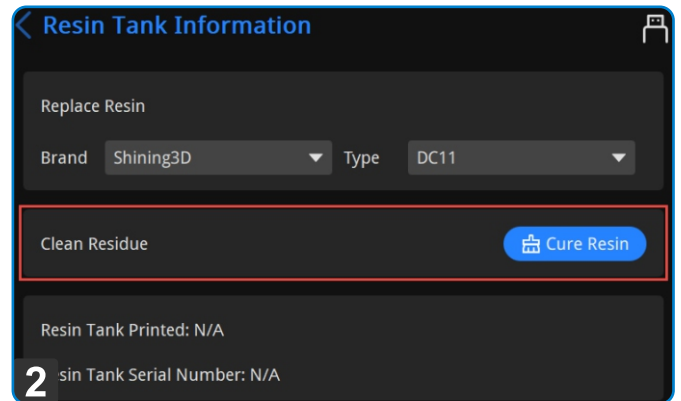 Resin Tank Information
Replace Resin
Brand Shining3D Type DC11
Clean Residue Cure Resin
Resin Tank Printed: N/A
2 sin Tank Serial Number: N/A